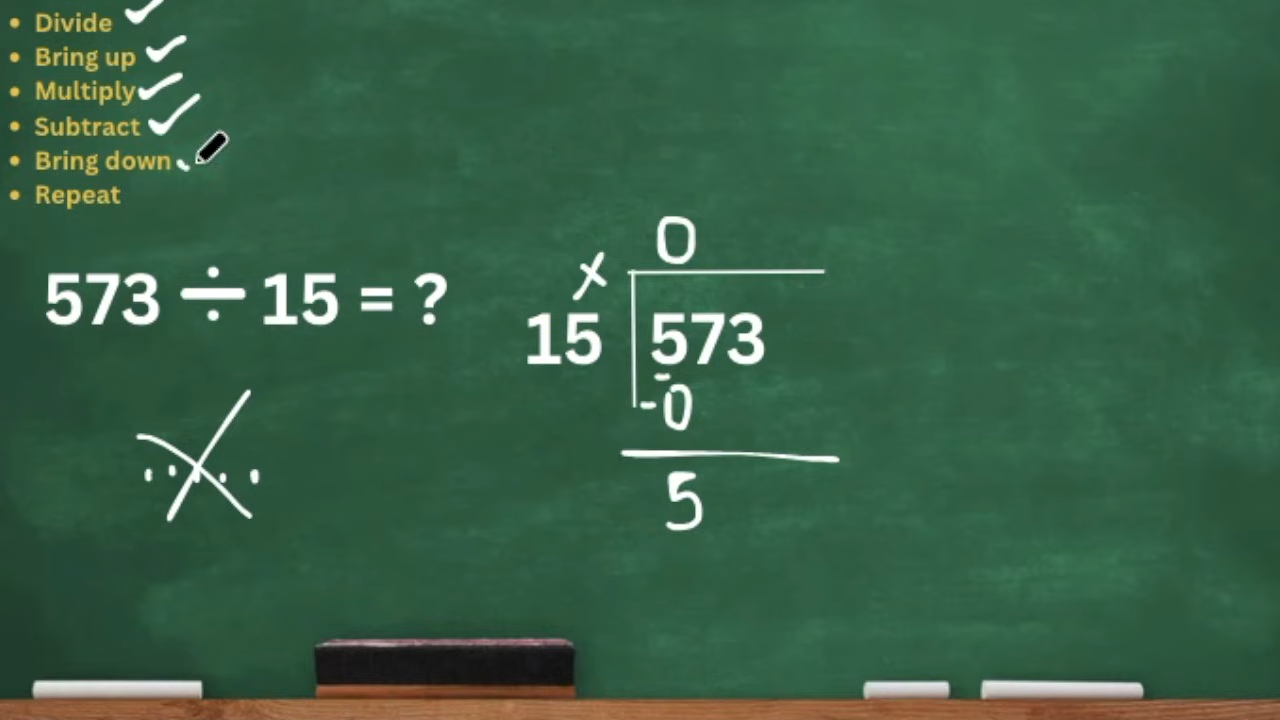 Divide
Bring up
Multiply
Subtract
Bring down
Repeat
573 ÷ 15 = ?
0
x
15 573
-0
5